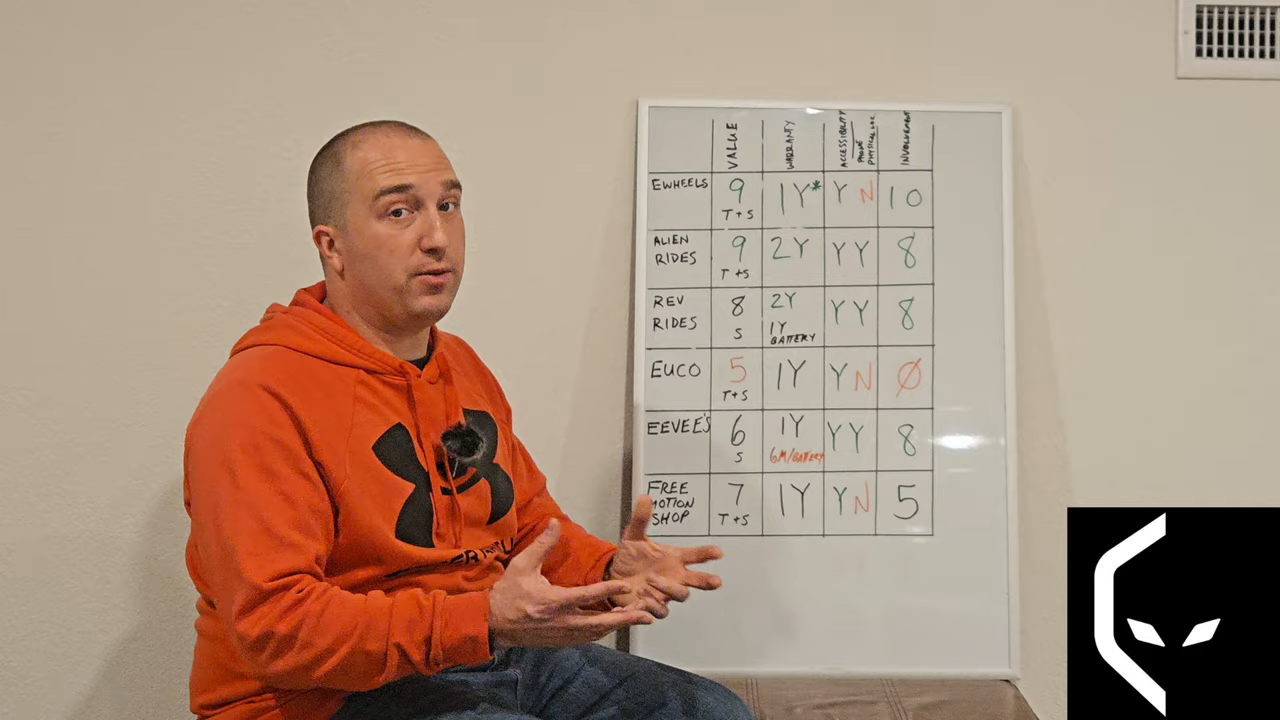 VALUE
WARRANTY
ACCESSIBILITY
PHONE
PHYSICAL LOC.
INVOLVEMENT
EWHEELS 9 1Y* Y N 10
T+S
ALIEN RIDES 9 2Y Y Y 8
T+S
REV RIDES 8 2Y Y Y 8
S 1Y BATTERY
EUCO 5 1Y Y N Ø
T+S
EEVEE'S 6 1Y Y Y 8
S 6M/BATTERY
FREE MOTION SHOP 7 1Y Y N 5
T+S